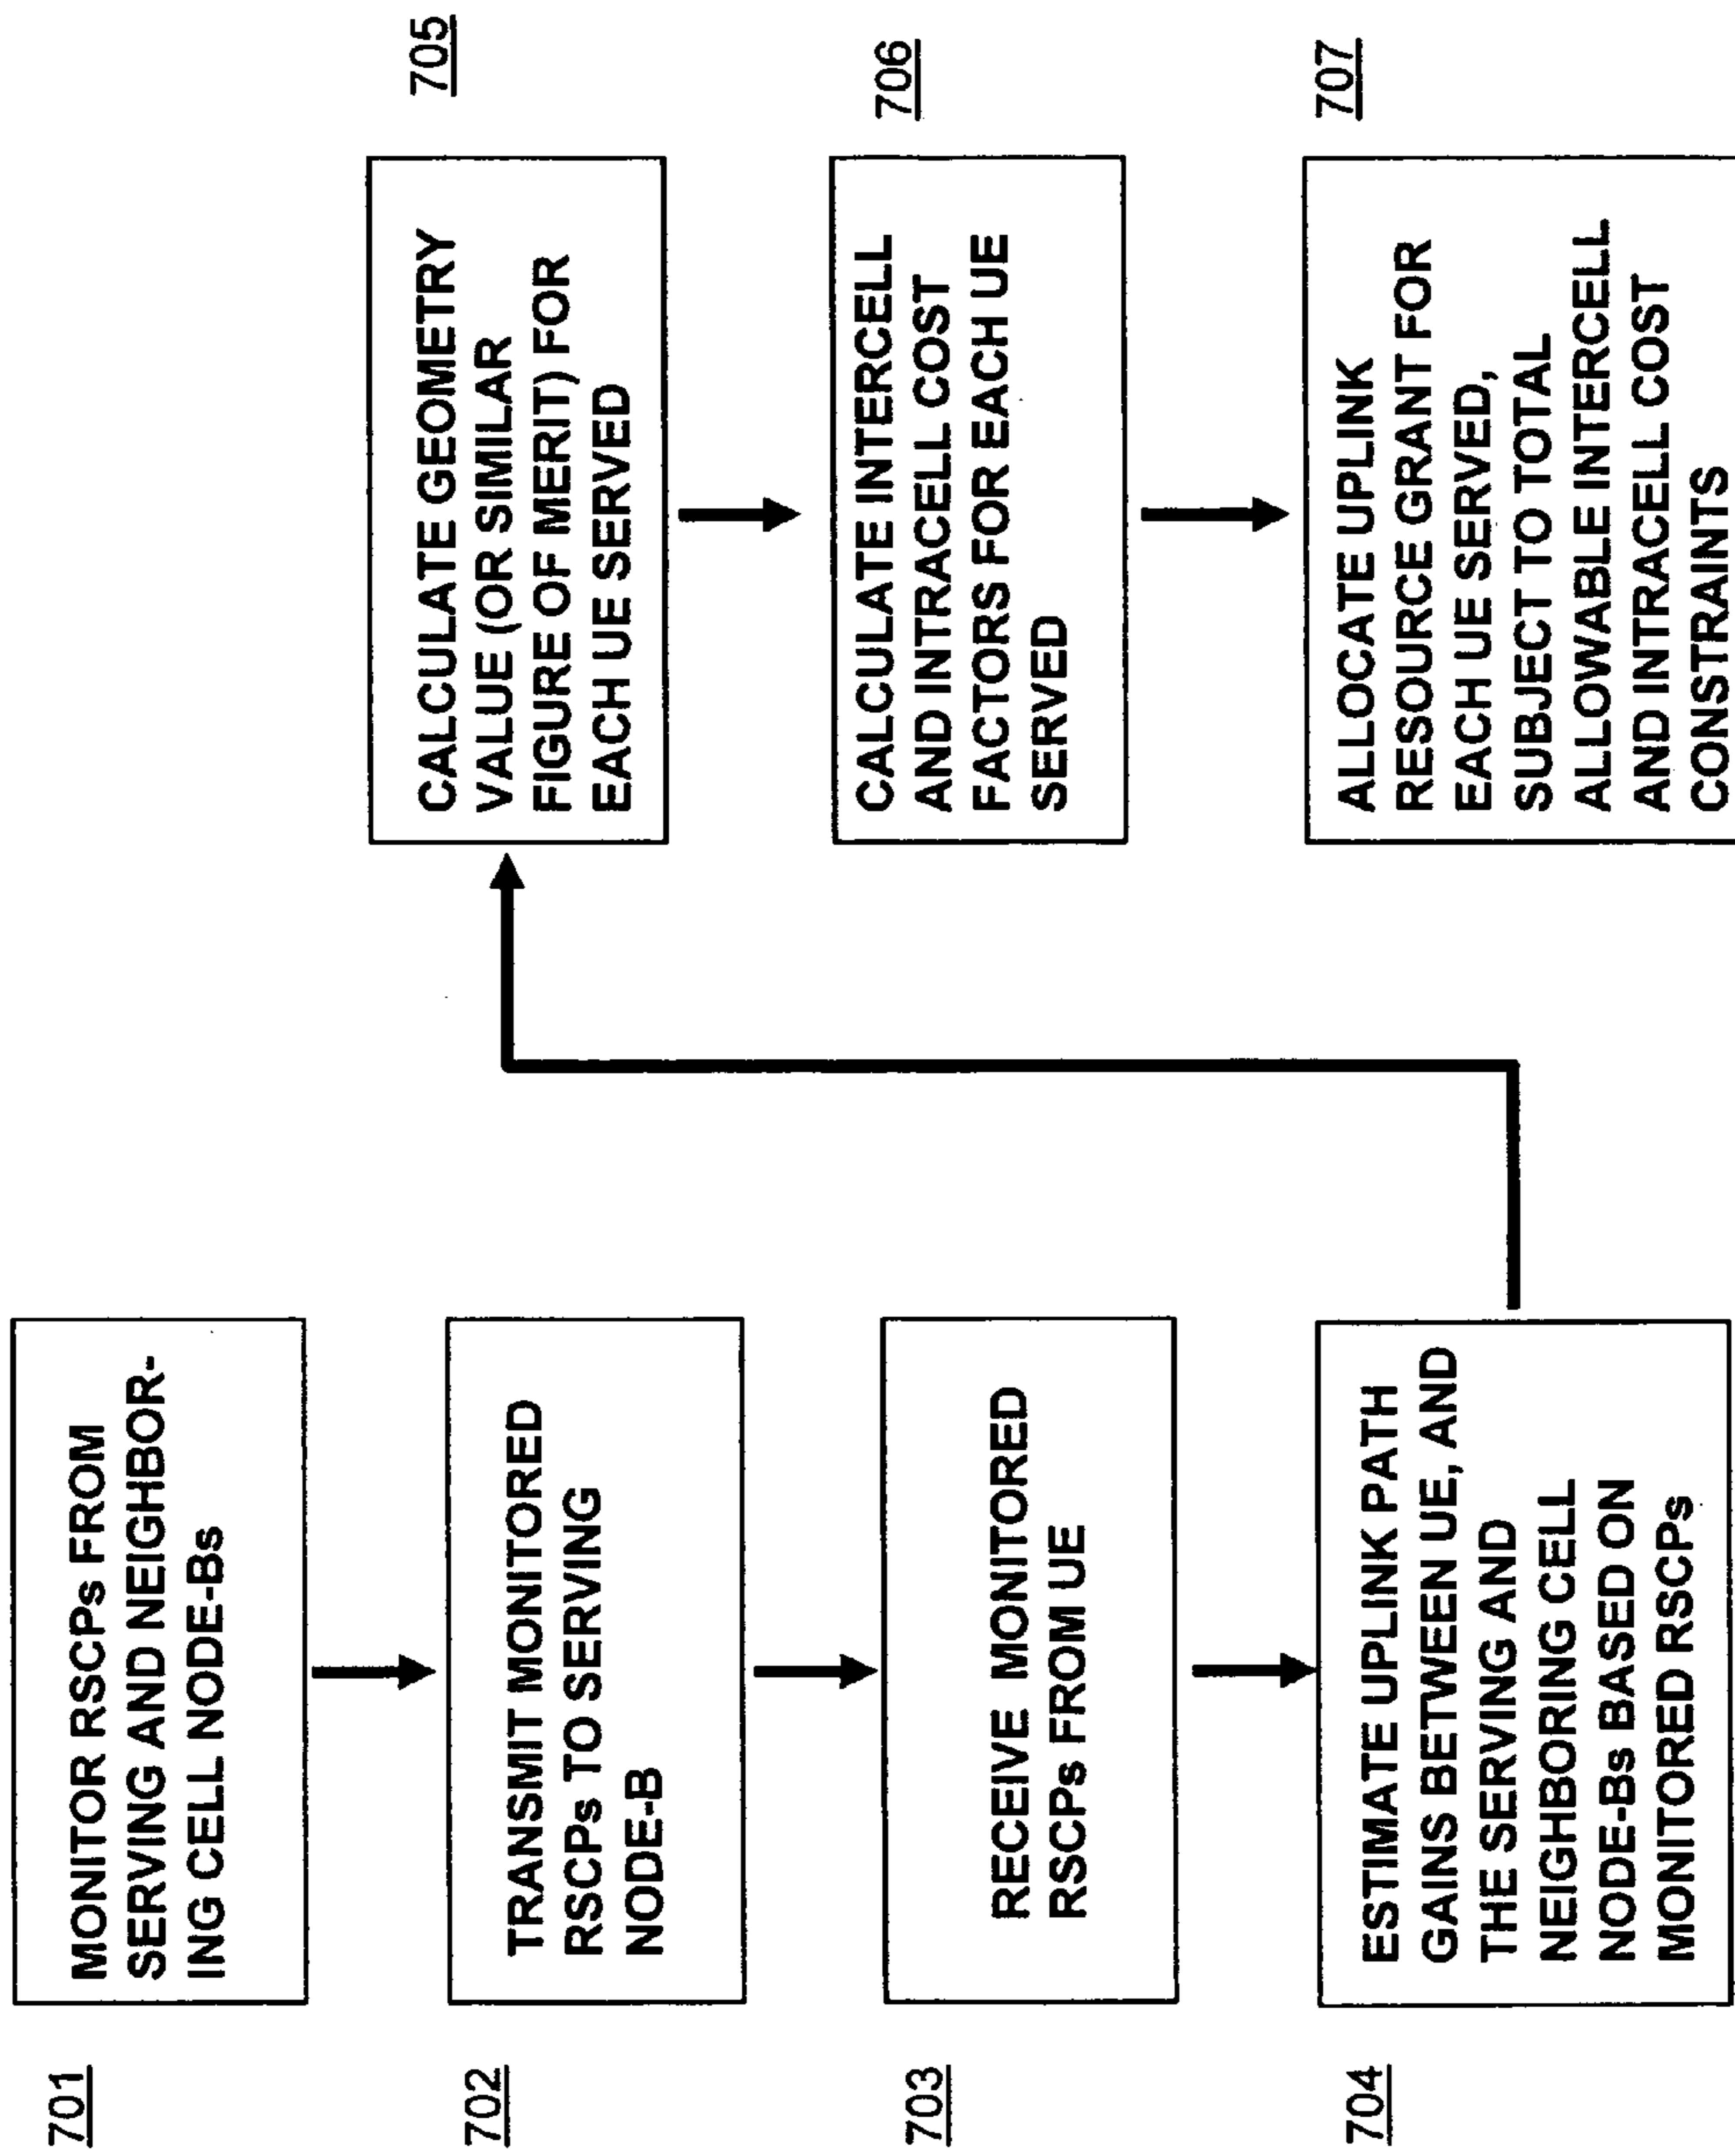 701
MONITOR RSCPs FROM
SERVING AND NEIGHBOR-
ING CELL NODE-Bs
702
TRANSMIT MONITORED
RSCPs TO SERVING
NODE-B
703
RECEIVE MONITORED
RSCPs FROM UE
704
ESTIMATE UPLINK PATH
GAINS BETWEEN UE, AND
THE SERVING AND
NEIGHBORING CELL
NODE-Bs BASED ON
MONITORED RSCPs
705
CALCULATE GEOMETRY
VALUE (OR SIMILAR
FIGURE OF MERIT) FOR
EACH UE SERVED
706
CALCULATE INTERCELL
AND INTRACELL COST
FACTORS FOR EACH UE
SERVED
707
ALLOCATE UPLINK
RESOURCE GRANT FOR
EACH UE SERVED,
SUBJECT TO TOTAL
ALLOWABLE INTERCELL
AND INTRACELL COST
CONSTRAINTS